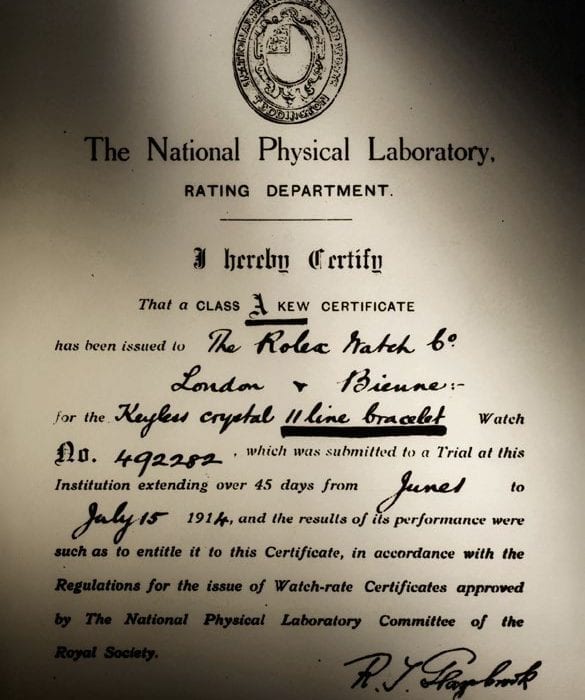 The National Physical Laboratory,
RATING DEPARTMENT.
I hereby Certify
That a CLASS A KEW CERTIFICATE
has been issued to The Rolex Watch Co
London & Bienne:-
for the Keyless crystal 11 line bracelet Watch
No. 492282, which was submitted to a Trial at this
Institution extending over 45 days from June 1 to
July 15 1914, and the results of its performance were
such as to entitle it to this Certificate, in accordance with the
Regulations for the issue of Watch-rate Certificates approved
by The National Physical Laboratory Committee of the
Royal Society.
R. T. Glazebrook